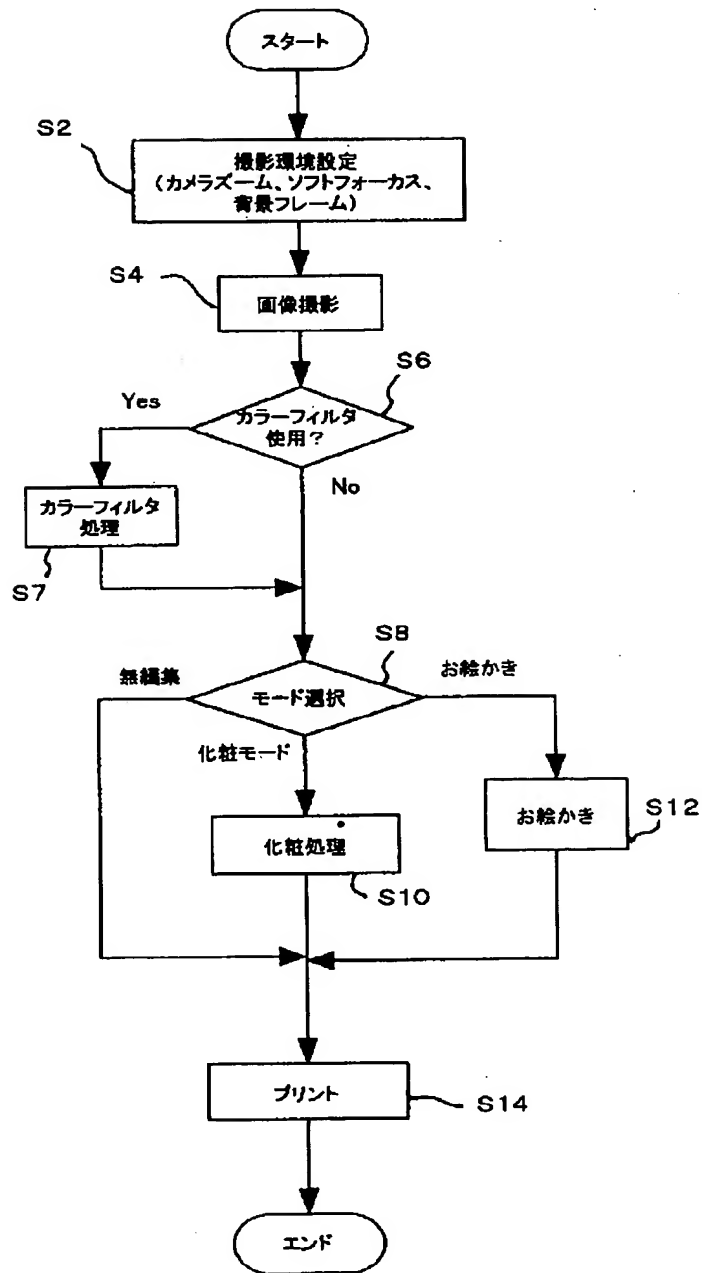 スタート
S2
撮影環境設定
(カメラズーム、ソフトフォーカス、
背景フレーム)
S4
画像撮影
S6
Yes
カラーフィルタ
使用?
No
カラーフィルタ
処理
S7
S8
無編集
お絵かき
モード選択
化粧モード
お絵かき
S12
化粧処理
S10
プリント
S14
エンド